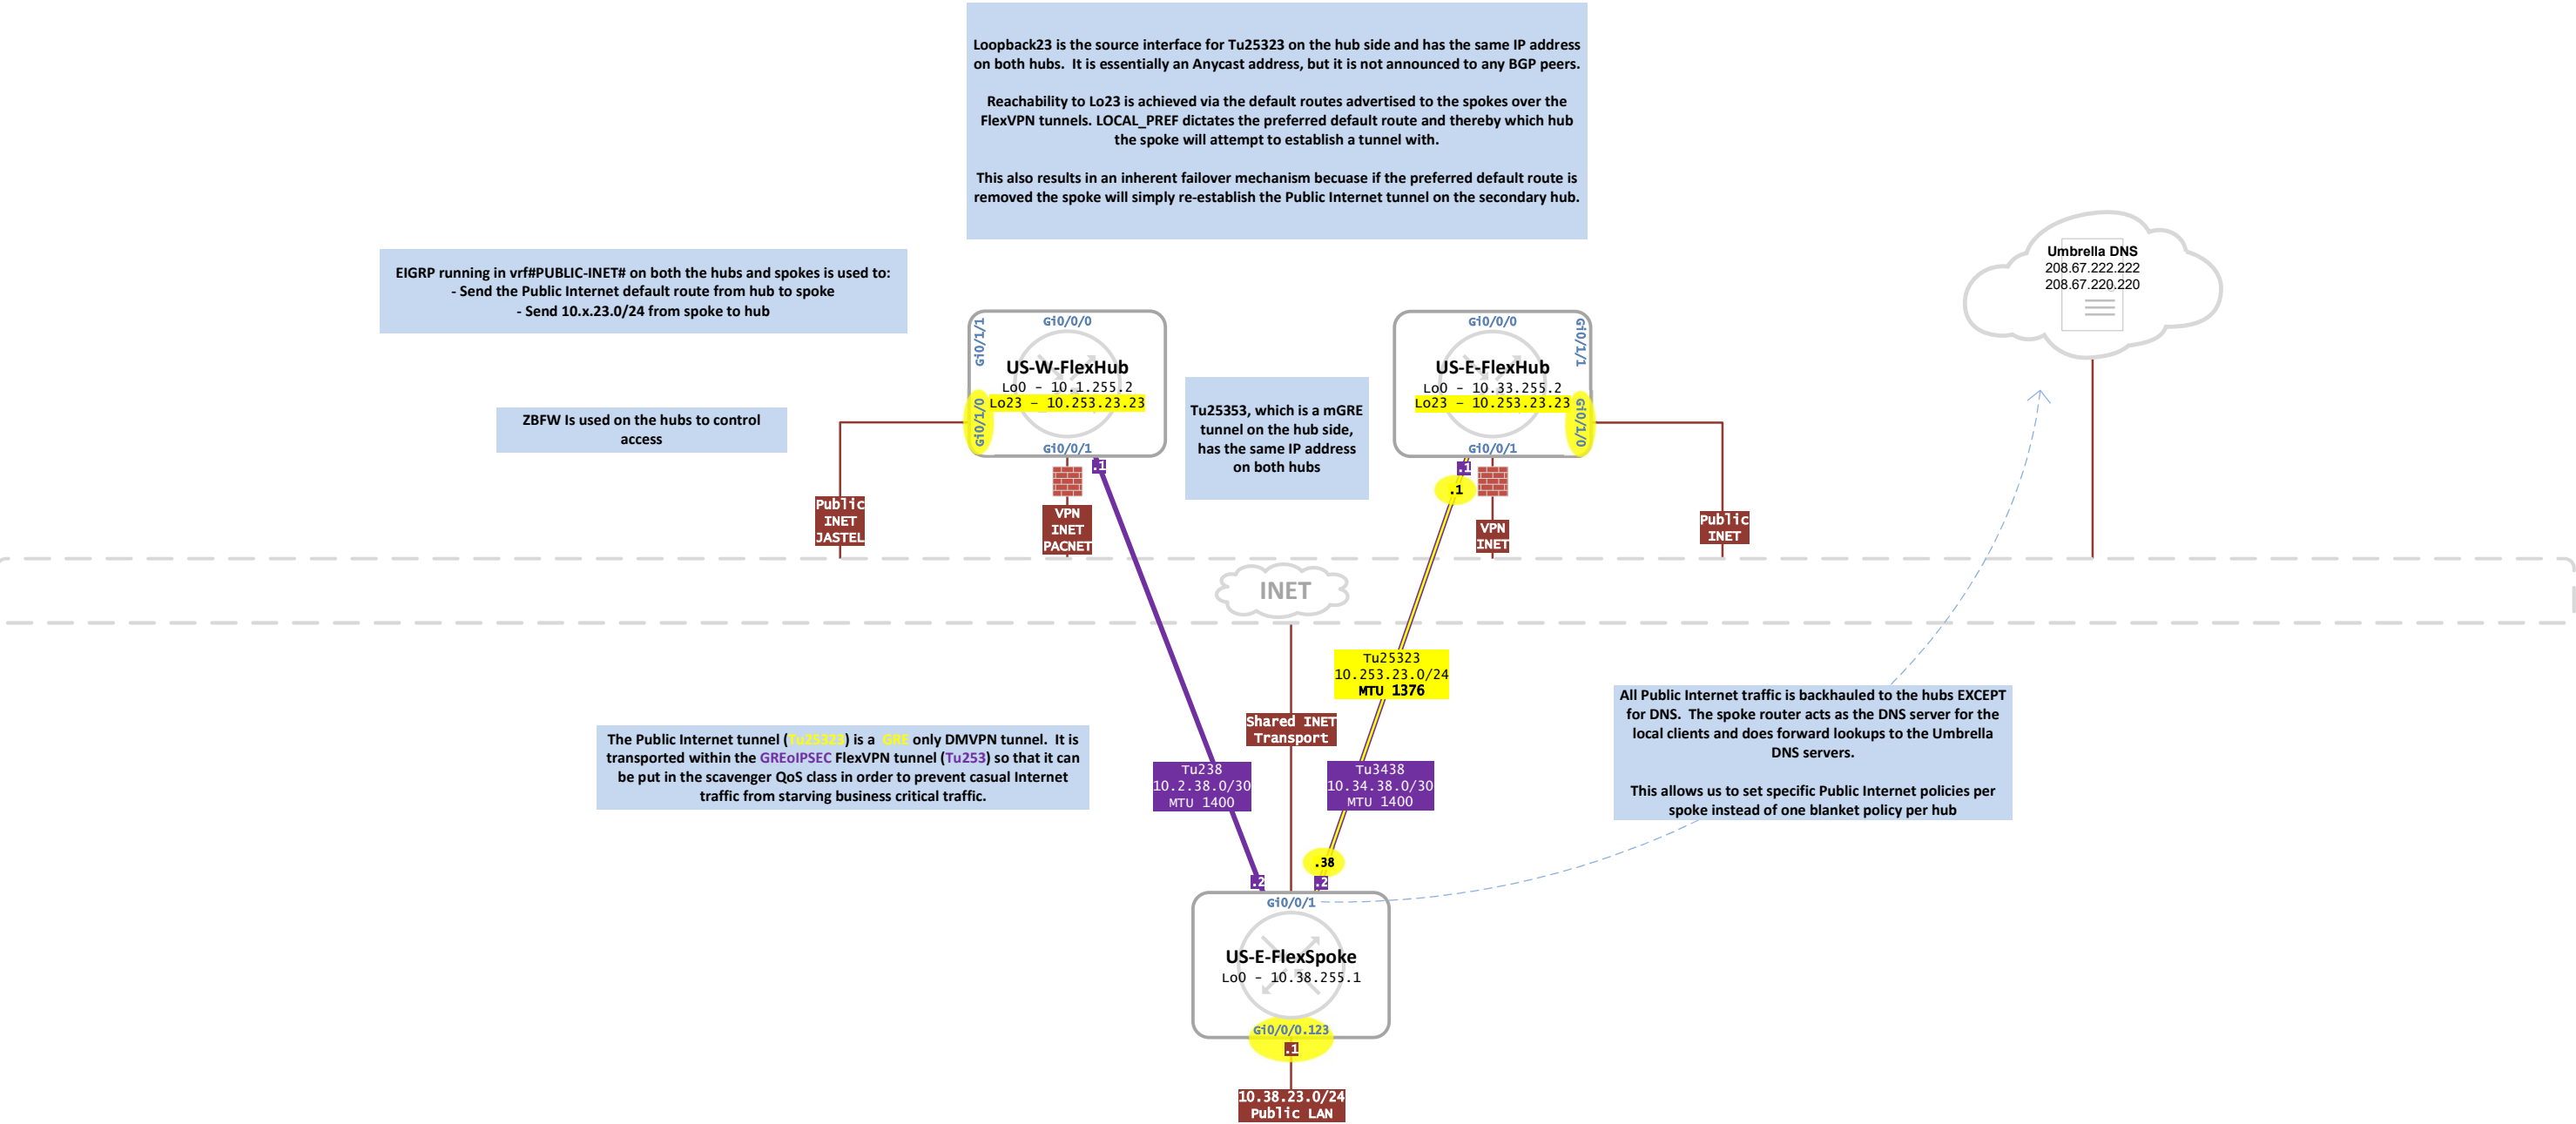 Loopback23 is the source interface for Tu25323 on the hub side and has the same IP address
on both hubs.  It is essentially an Anycast address, but it is not announced to any BGP peers.
Reachability to Lo23 is achieved via the default routes advertised to the spokes over the
FlexVPN tunnels. LOCAL_PREF dictates the preferred default route and thereby which hub
the spoke will attempt to establish a tunnel with.
This also results in an inherent failover mechanism becuase if the preferred default route is
removed the spoke will simply re-establish the Public Internet tunnel on the secondary hub.
EIGRP running in vrf#PUBLIC-INET# on both the hubs and spokes is used to:
- Send the Public Internet default route from hub to spoke
- Send 10.x.23.0/24 from spoke to hub
ZBFW Is used on the hubs to control
access
Gi0/1/1
Gi0/0/0
US-W-FlexHub
Lo0 - 10.1.255.2
Lo23 - 10.253.23.23
Gi0/1/0
Gi0/0/1
.1
Tu25353, which is a mGRE
tunnel on the hub side,
has the same IP address
on both hubs
Gi0/0/0
Gi0/1/1
US-E-FlexHub
Lo0 - 10.33.255.2
Lo23 - 10.253.23.23
Gi0/1/0
Gi0/0/1
.1
.1
Umbrella DNS
208.67.222.222
208.67.220.220
Public
INET
JASTEL
VPN
INET
PACNET
VPN
INET
Public
INET
INET
Tu25323
10.253.23.0/24
MTU 1376
Shared INET
Transport
The Public Internet tunnel (Tu25323) is a  GRE only DMVPN tunnel.  It is
transported within the GREoIPSEC FlexVPN tunnel (Tu253) so that it can
be put in the scavenger QoS class in order to prevent casual Internet
traffic from starving business critical traffic.
Tu238
10.2.38.0/30
MTU 1400
Tu3438
10.34.38.0/30
MTU 1400
All Public Internet traffic is backhauled to the hubs EXCEPT
for DNS.  The spoke router acts as the DNS server for the
local clients and does forward lookups to the Umbrella
DNS servers.
This allows us to set specific Public Internet policies per
spoke instead of one blanket policy per hub
.38
.2
.2
Gi0/0/1
US-E-FlexSpoke
Lo0 - 10.38.255.1
Gi0/0/0.123
.1
10.38.23.0/24
Public LAN